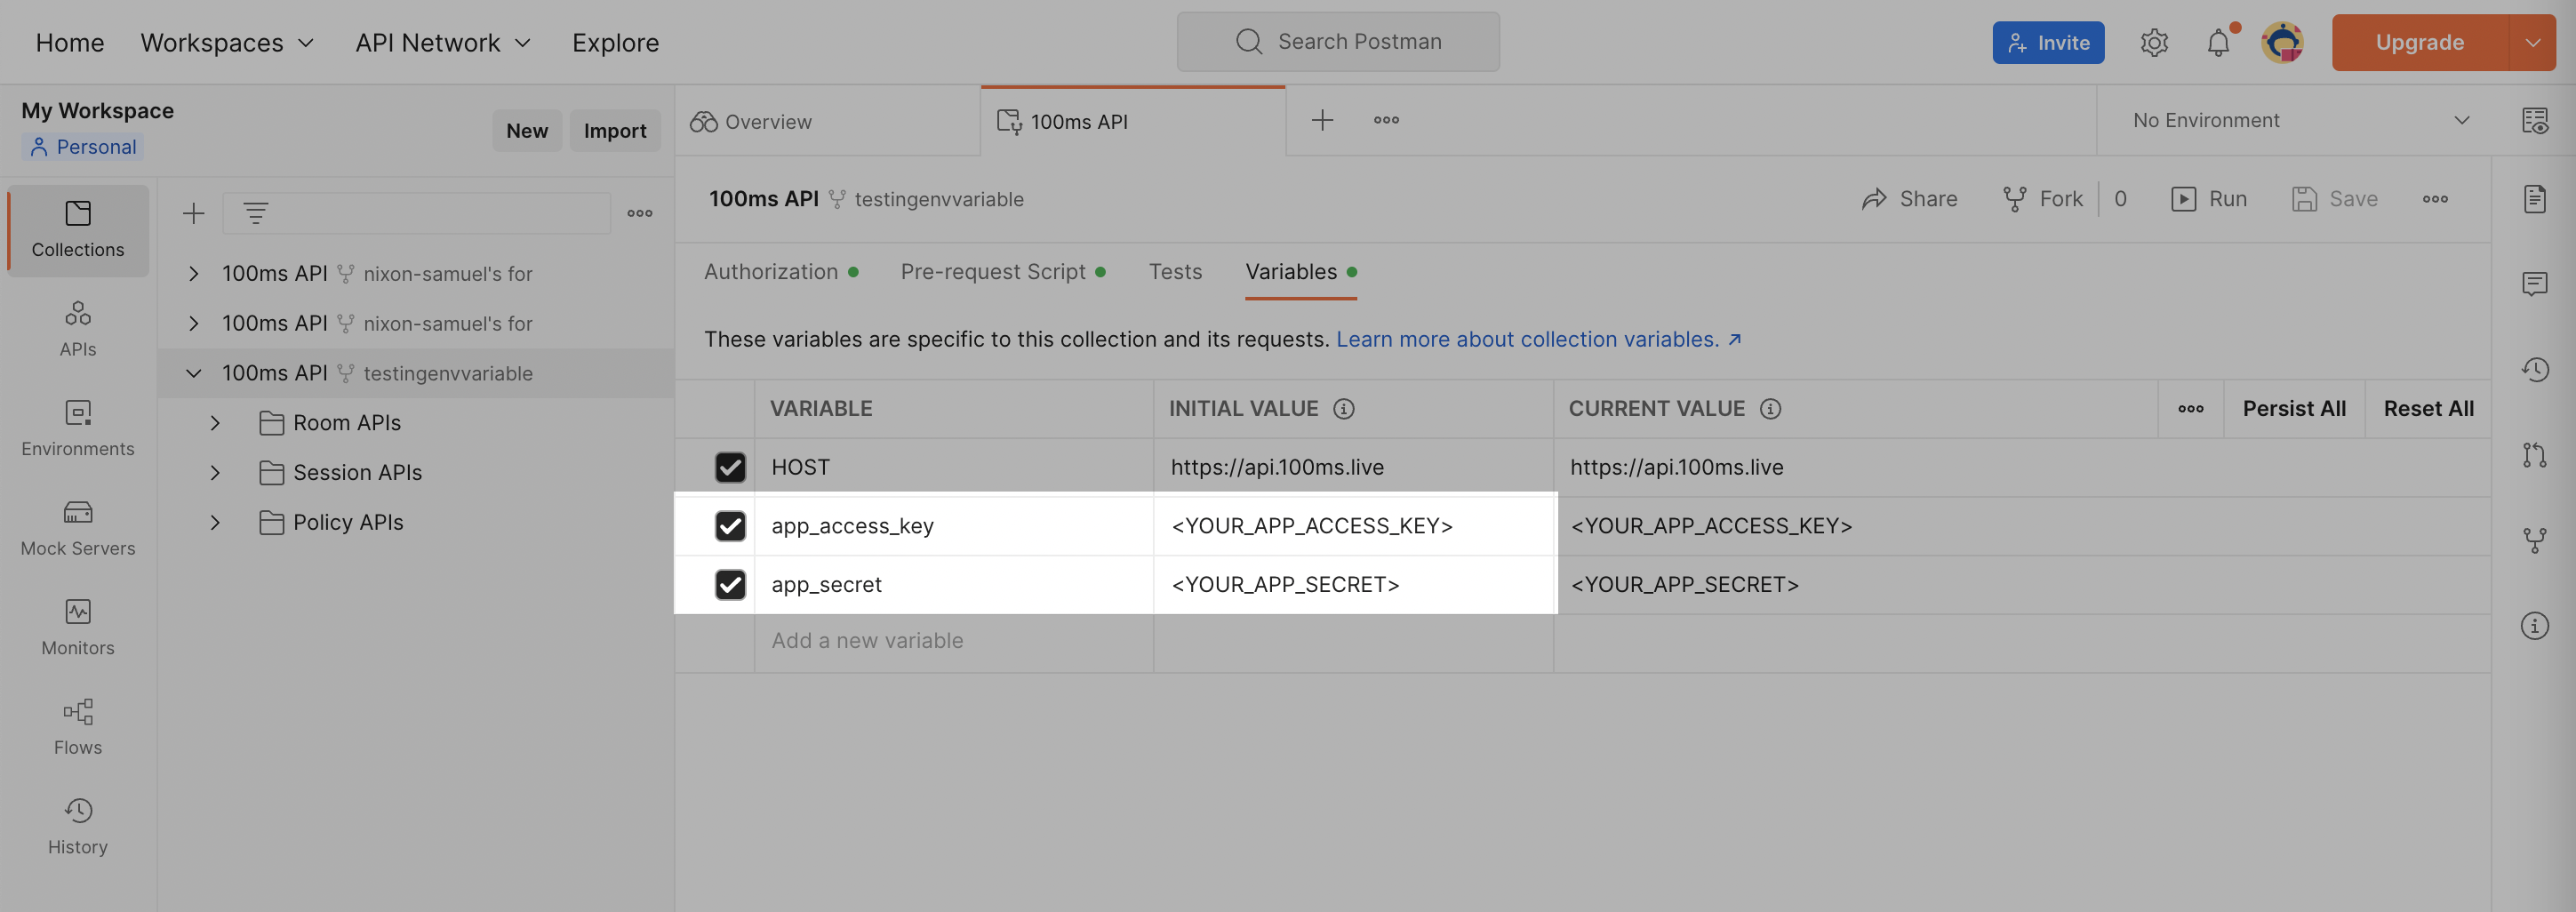 Home Workspaces API Network Explore Search Postman Invite Upgrade
My Workspace
Personal
New Import
Overview 100ms API No Environment
100ms API testingenvvariable Share Fork 0 Run Save
Collections
APIs
Environments
Mock Servers
Monitors
Flows
History
100ms API nixon-samuel's for
100ms API nixon-samuel's for
100ms API testingenvvariable
Room APIs
Session APIs
Policy APIs
Authorization Pre-request Script Tests Variables
These variables are specific to this collection and its requests. Learn more about collection variables. ↗
VARIABLE INITIAL VALUE CURRENT VALUE Persist All Reset All
HOST https://api.100ms.live https://api.100ms.live
app_access_key <YOUR_APP_ACCESS_KEY> <YOUR_APP_ACCESS_KEY>
app_secret <YOUR_APP_SECRET> <YOUR_APP_SECRET>
Add a new variable